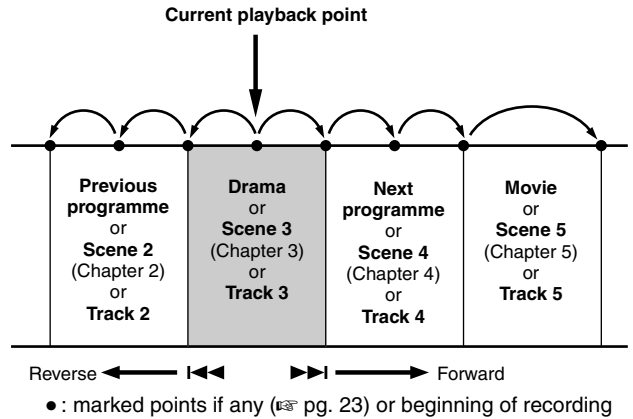 Current playback point
Previous
programme
or
Scene 2
(Chapter 2)
or
Track 2
Drama
or
Scene 3
(Chapter 3)
or
Track 3
Next
programme
or
Scene 4
(Chapter 4)
or
Track 4
Movie
or
Scene 5
(Chapter 5)
or
Track 5
Reverse
Forward
● : marked points if any (☞ pg. 23) or beginning of recording